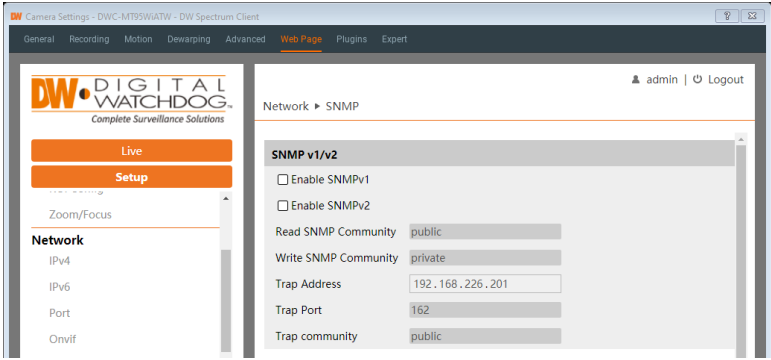 DW Camera Settings - DWC-MT95WiATW - DW Spectrum Client ? 
General Recording Motion Dewarping Advanced Web Page Plugins Expert
DW DIGITAL WATCHDOG
Complete Surveillance Solutions
admin | Logout
Network ▸ SNMP
Live
Setup
Zoom/Focus
Network
IPv4
IPv6
Port
Onvif
SNMP v1/v2
Enable SNMPv1
Enable SNMPv2
Read SNMP Community public
Write SNMP Community private
Trap Address 192.168.226.201
Trap Port 162
Trap community public